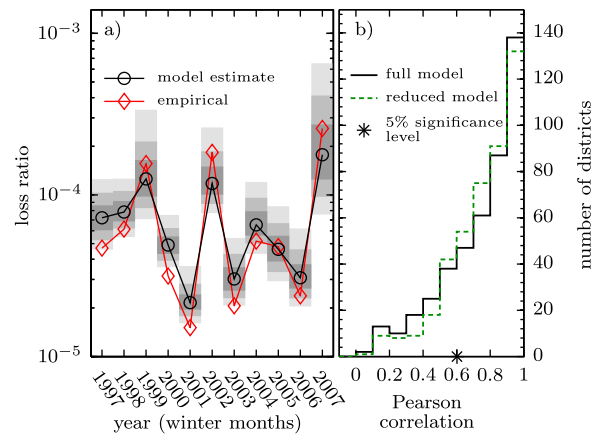 a)
b)
10⁻³
10⁻⁴
10⁻⁵
loss ratio
model estimate
empirical
1997
1998
1999
2000
2001
2002
2003
2004
2005
2006
2007
year (winter months)
full model
reduced model
5% significance
level
0
0.2
0.4
0.6
0.8
1
Pearson
correlation
140
120
100
80
60
40
20
0
number of districts